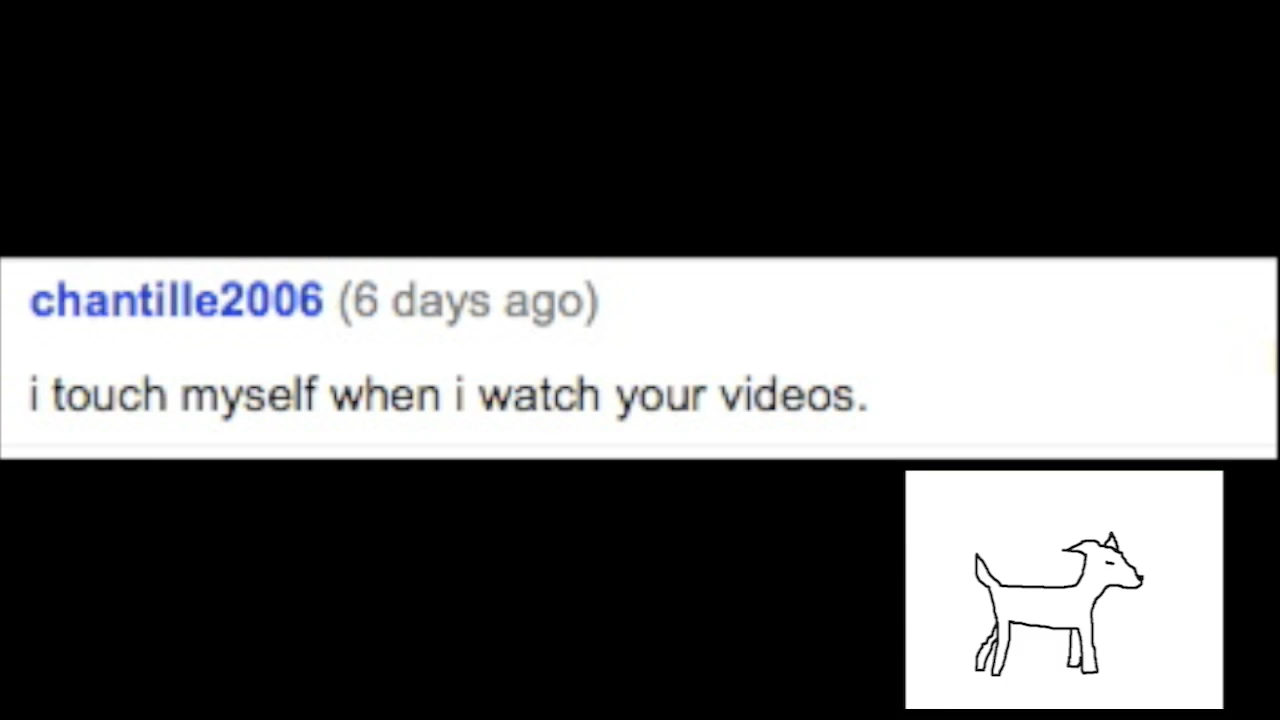 chantille2006 (6 days ago)
i touch myself when i watch your videos.